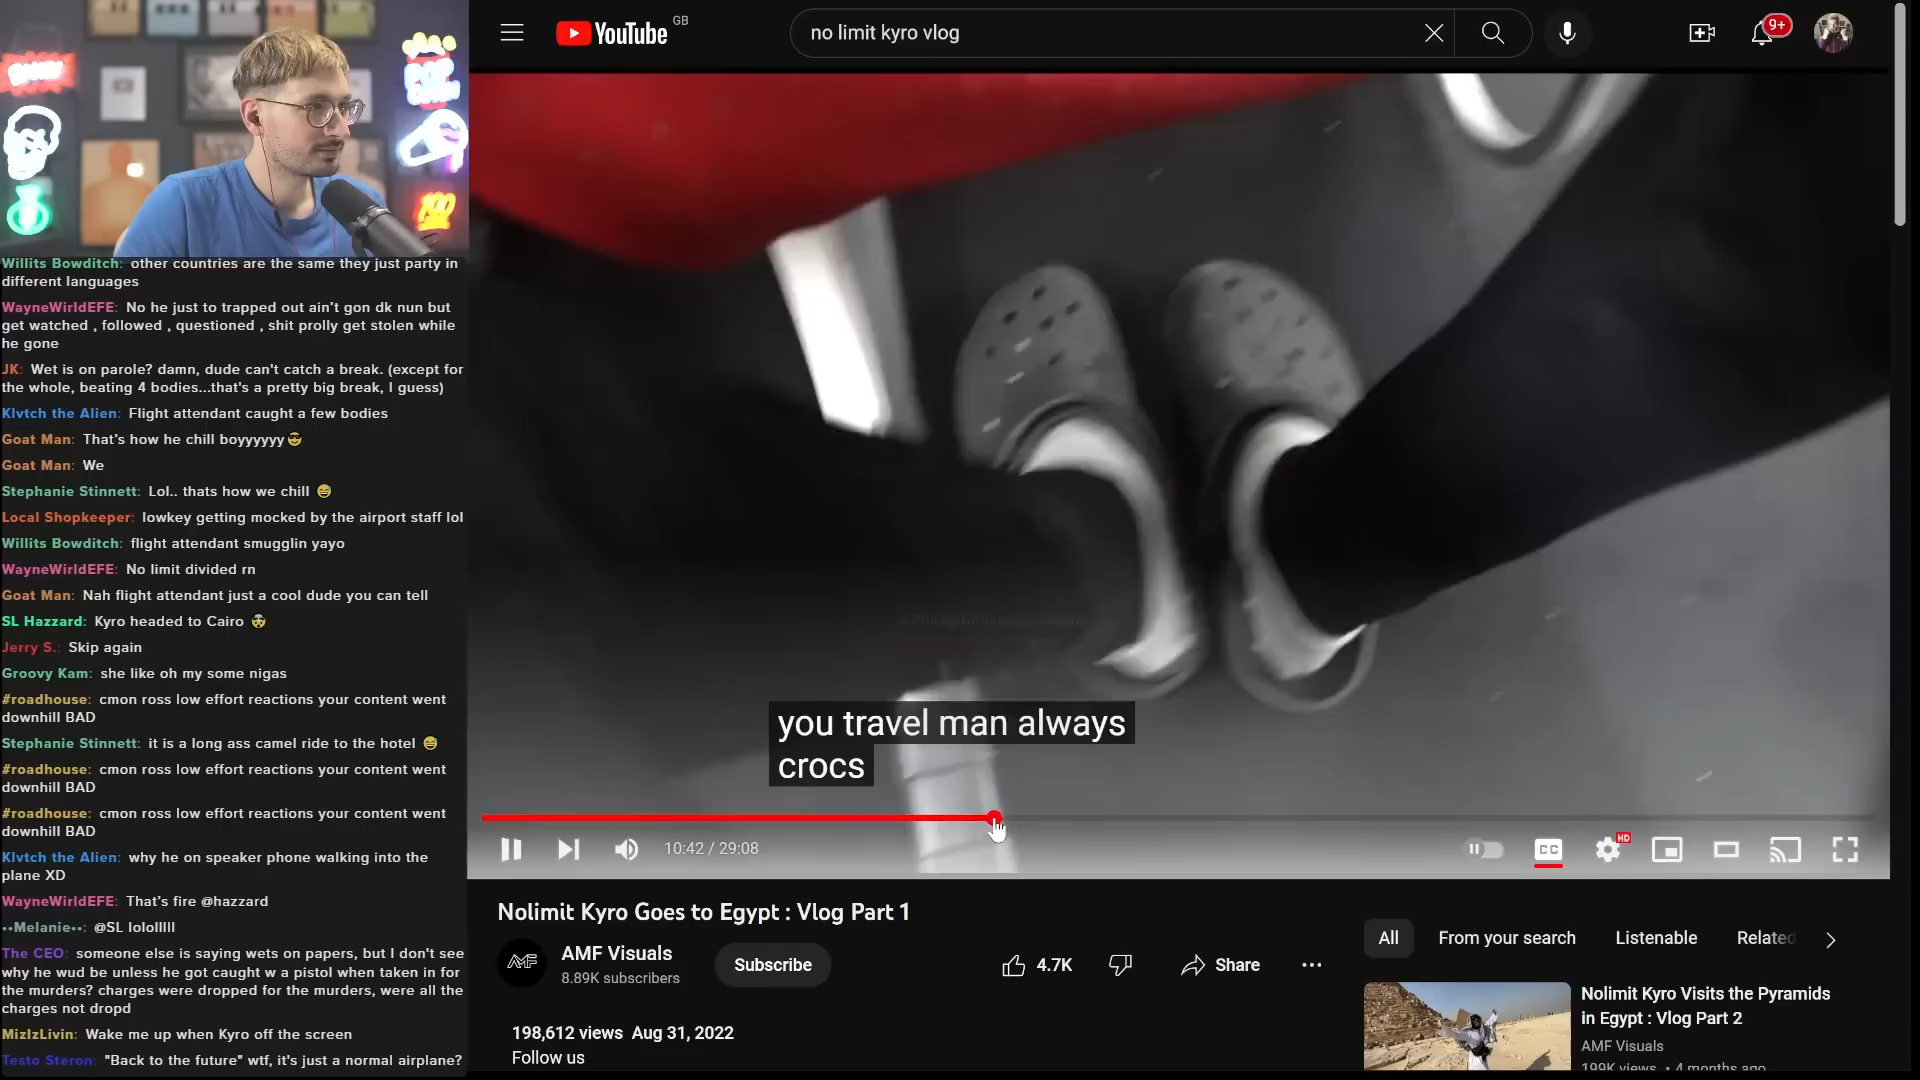 YouTube GB
no limit kyro vlog
9+
Willits Bowditch: other countries are the same they just party in
different languages
WayneWirldEFE: No he just to trapped out ain't gon dk nun but
get watched , followed , questioned , shit prolly get stolen while
he gone
JK: Wet is on parole? damn, dude can't catch a break. (except for
the whole, beating 4 bodies...that's a pretty big break, I guess)
Klvtch the Alien: Flight attendant caught a few bodies
Goat Man: That's how he chill boyyyyyy😎
Goat Man: We
Stephanie Stinnett: Lol.. thats how we chill 😅
Local Shopkeeper: lowkey getting mocked by the airport staff lol
Willits Bowditch: flight attendant smugglin yayo
WayneWirldEFE: No limit divided rn
Goat Man: Nah flight attendant just a cool dude you can tell
SL Hazzard: Kyro headed to Cairo 🤯
Jerry S.: Skip again
Groovy Kam: she like oh my some nigas
#roadhouse: cmon ross low effort reactions your content went
downhill BAD
Stephanie Stinnett: it is a long ass camel ride to the hotel 😅
#roadhouse: cmon ross low effort reactions your content went
downhill BAD
#roadhouse: cmon ross low effort reactions your content went
downhill BAD
Klvtch the Alien: why he on speaker phone walking into the
plane XD
WayneWirldEFE: That's fire @hazzard
••Melanie••: @SL lolollll
The CEO: someone else is saying wets on papers, but I don't see
why he wud be unless he got caught w a pistol when taken in for
the murders? charges were dropped for the murders, were all the
charges not dropd
MizIzLivin: Wake me up when Kyro off the screen
Testo Steron: "Back to the future" wtf, it's just a normal airplane?
100
you travel man always
crocs
10:42 / 29:08
CC
HD
Nolimit Kyro Goes to Egypt : Vlog Part 1
AMF
AMF Visuals
8.89K subscribers
Subscribe
4.7K
Share
198,612 views Aug 31, 2022
Follow us
All
From your search
Listenable
Related
Nolimit Kyro Visits the Pyramids
in Egypt : Vlog Part 2
AMF Visuals
199K views • 4 months ago